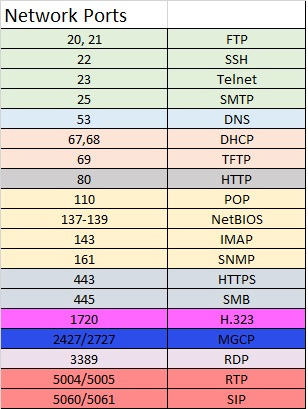 Network Ports
20, 21 FTP
22 SSH
23 Telnet
25 SMTP
53 DNS
67,68 DHCP
69 TFTP
80 HTTP
110 POP
137-139 NetBIOS
143 IMAP
161 SNMP
443 HTTPS
445 SMB
1720 H.323
2427/2727 MGCP
3389 RDP
5004/5005 RTP
5060/5061 SIP